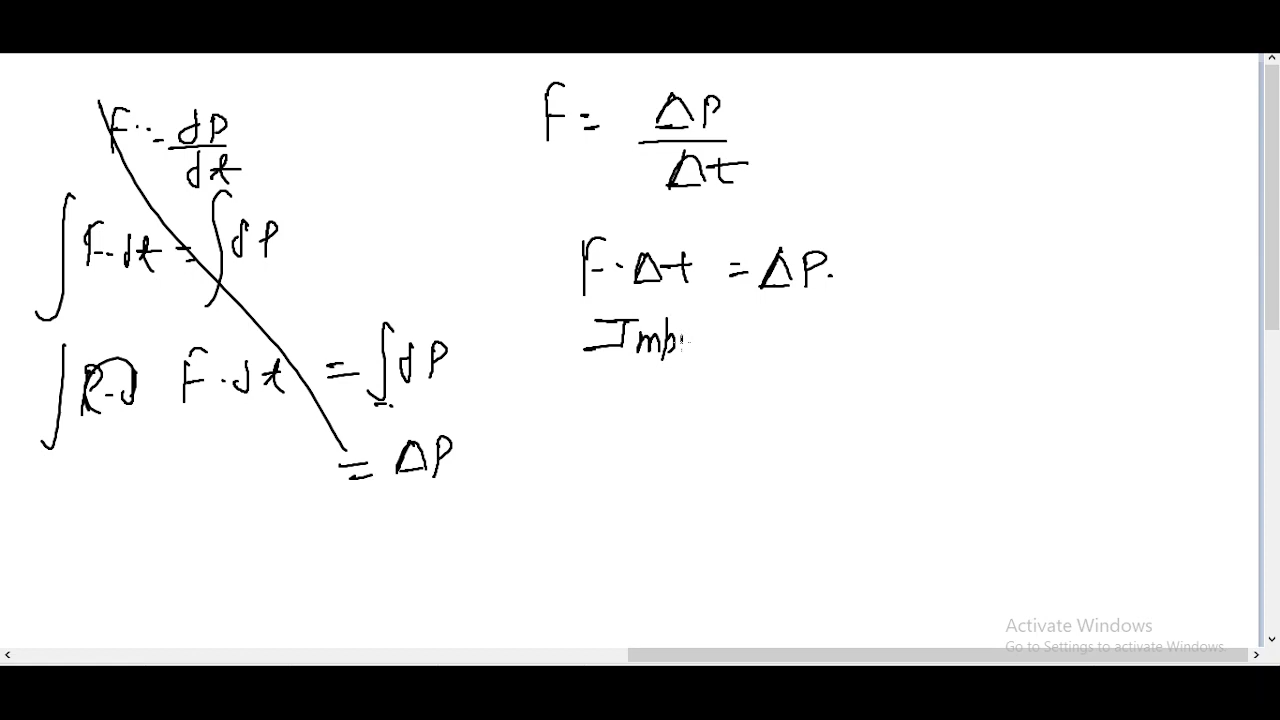 F = dP/dt
∫ F·dt = ∫ dP
∫ F·dt = ∫ dP
= ΔP
F = ΔP/Δt
F·Δt = ΔP.
Imp
Activate Windows
Go to Settings to activate Windows.